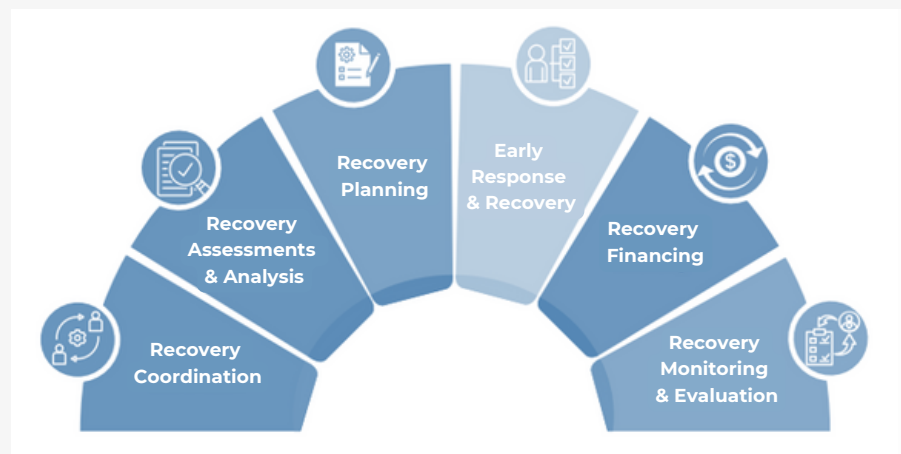 Recovery
Coordination
Recovery
Assessments
& Analysis
Recovery
Planning
Early
Response
& Recovery
Recovery
Financing
$
Recovery
Monitoring
& Evaluation